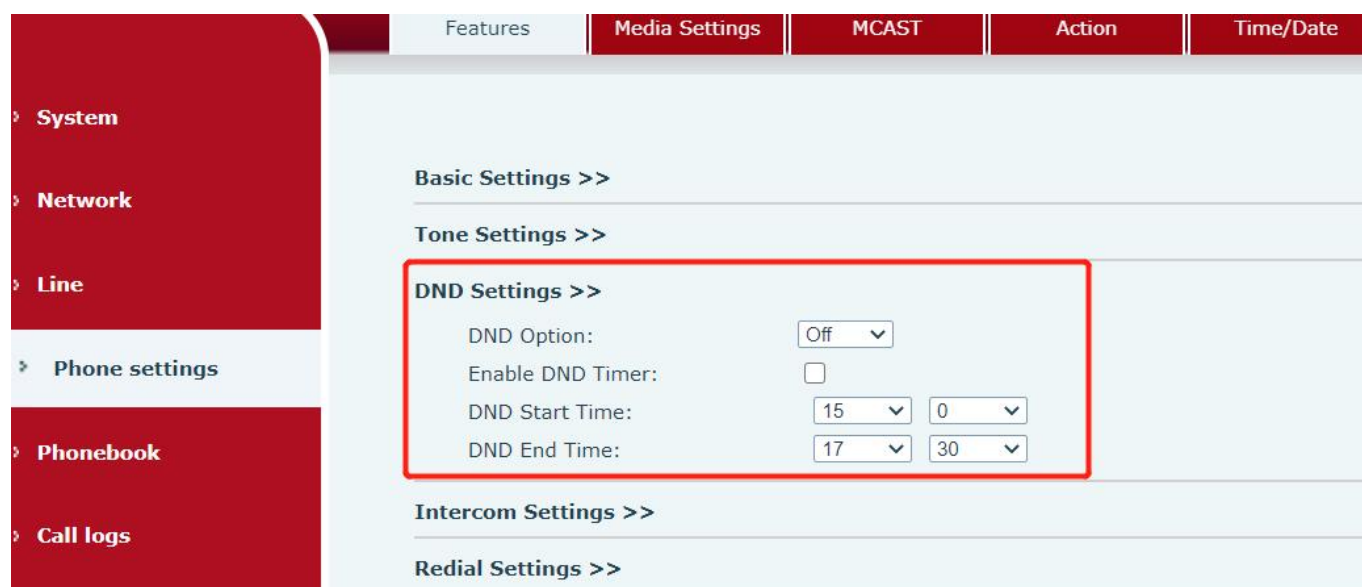 Features Media Settings MCAST Action Time/Date
System
Network
Line
Phone settings
Phonebook
Call logs
Basic Settings >>
Tone Settings >>
DND Settings >>
DND Option: Off
Enable DND Timer:
DND Start Time: 15 0
DND End Time: 17 30
Intercom Settings >>
Redial Settings >>